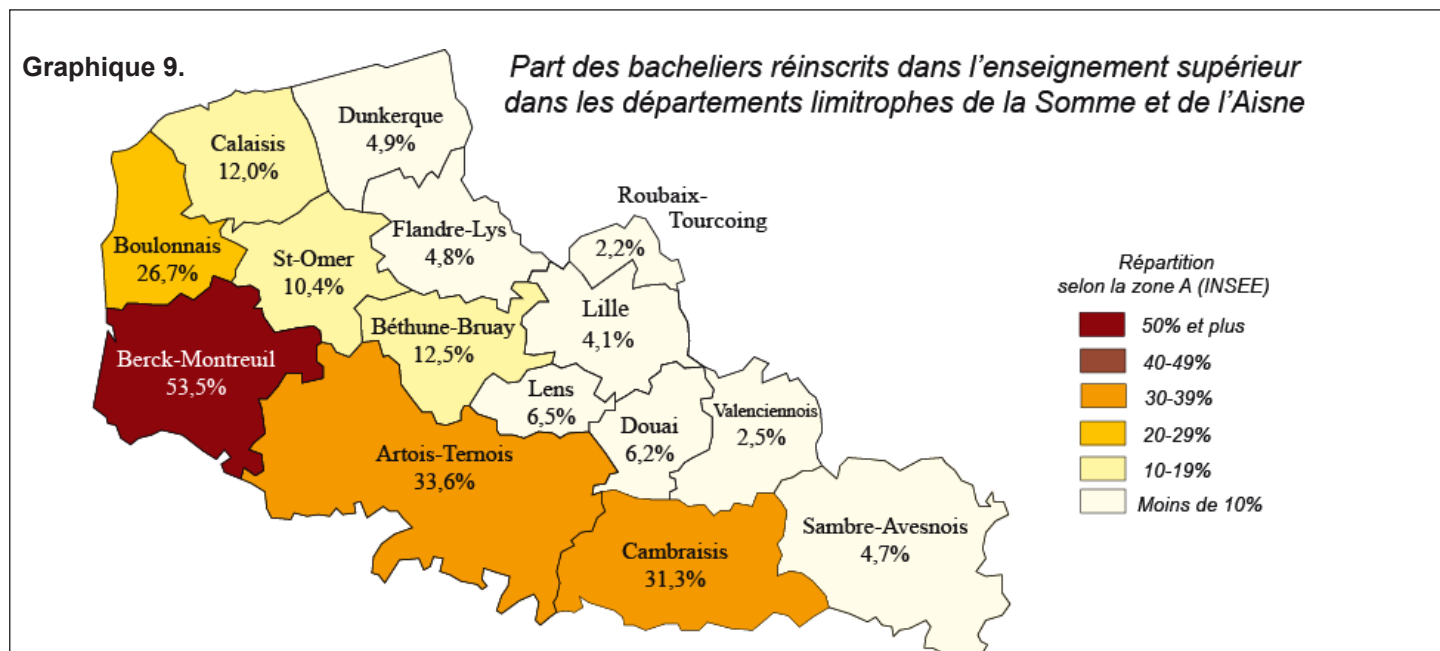 Graphique 9.
Part des bacheliers réinscrits dans l'enseignement supérieur
dans les départements limitrophes de la Somme et de l'Aisne
Dunkerque
4,9%
Calaisis
12,0%
Roubaix-
Tourcoing
2,2%
Flandre-Lys
4,8%
Boulonnais
26,7%
St-Omer
10,4%
Lille
4,1%
Béthune-Bruay
12,5%
Berck-Montreuil
53,5%
Lens
6,5%
Douai
6,2%
Valenciennois
2,5%
Artois-Ternois
33,6%
Cambraisis
31,3%
Sambre-Avesnois
4,7%
Répartition
selon la zone A (INSEE)
50% et plus
40-49%
30-39%
20-29%
10-19%
Moins de 10%